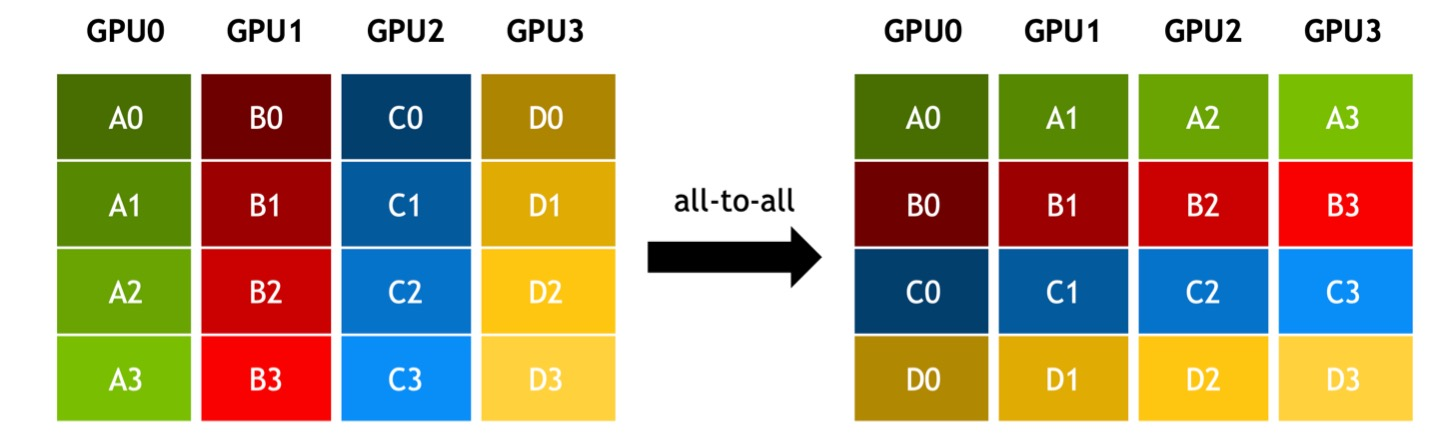 GPU0 GPU1 GPU2 GPU3 GPU0 GPU1 GPU2 GPU3
A0 B0 C0 D0 A0 A1 A2 A3
A1 B1 C1 D1 all-to-all B0 B1 B2 B3
A2 B2 C2 D2 C0 C1 C2 C3
A3 B3 C3 D3 D0 D1 D2 D3